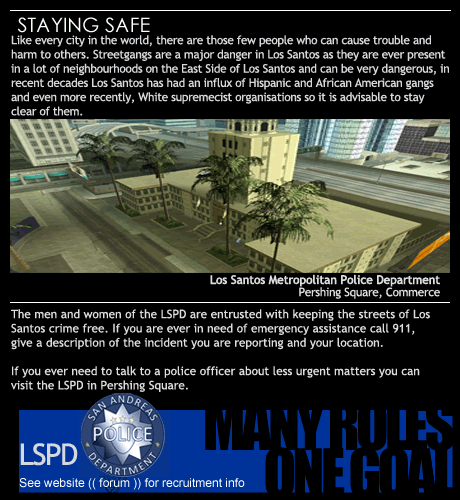 STAYING SAFE
Like every city in the world, there are those few people who can cause trouble and
harm to others. Streetgangs are a major danger in Los Santos as they are ever present
in a lot of neighbourhoods on the East Side of Los Santos and can be very dangerous, in
recent decades Los Santos has had an influx of Hispanic and African American gangs
and even more recently, White supremecist organisations so it is advisable to stay
clear of them.
Los Santos Metropolitan Police Department
Pershing Square, Commerce
The men and women of the LSPD are entrusted with keeping the streets of Los
Santos crime free. If you are ever in need of emergency assistance call 911,
give a description of the incident you are reporting and your location.
If you ever need to talk to a police officer about less urgent matters you can
visit the LSPD in Pershing Square.
SAN ANDREAS
POLICE
DEPARTMENT
LSPD
MANY RULES
ONE GOAL
See website (( forum )) for recruitment info